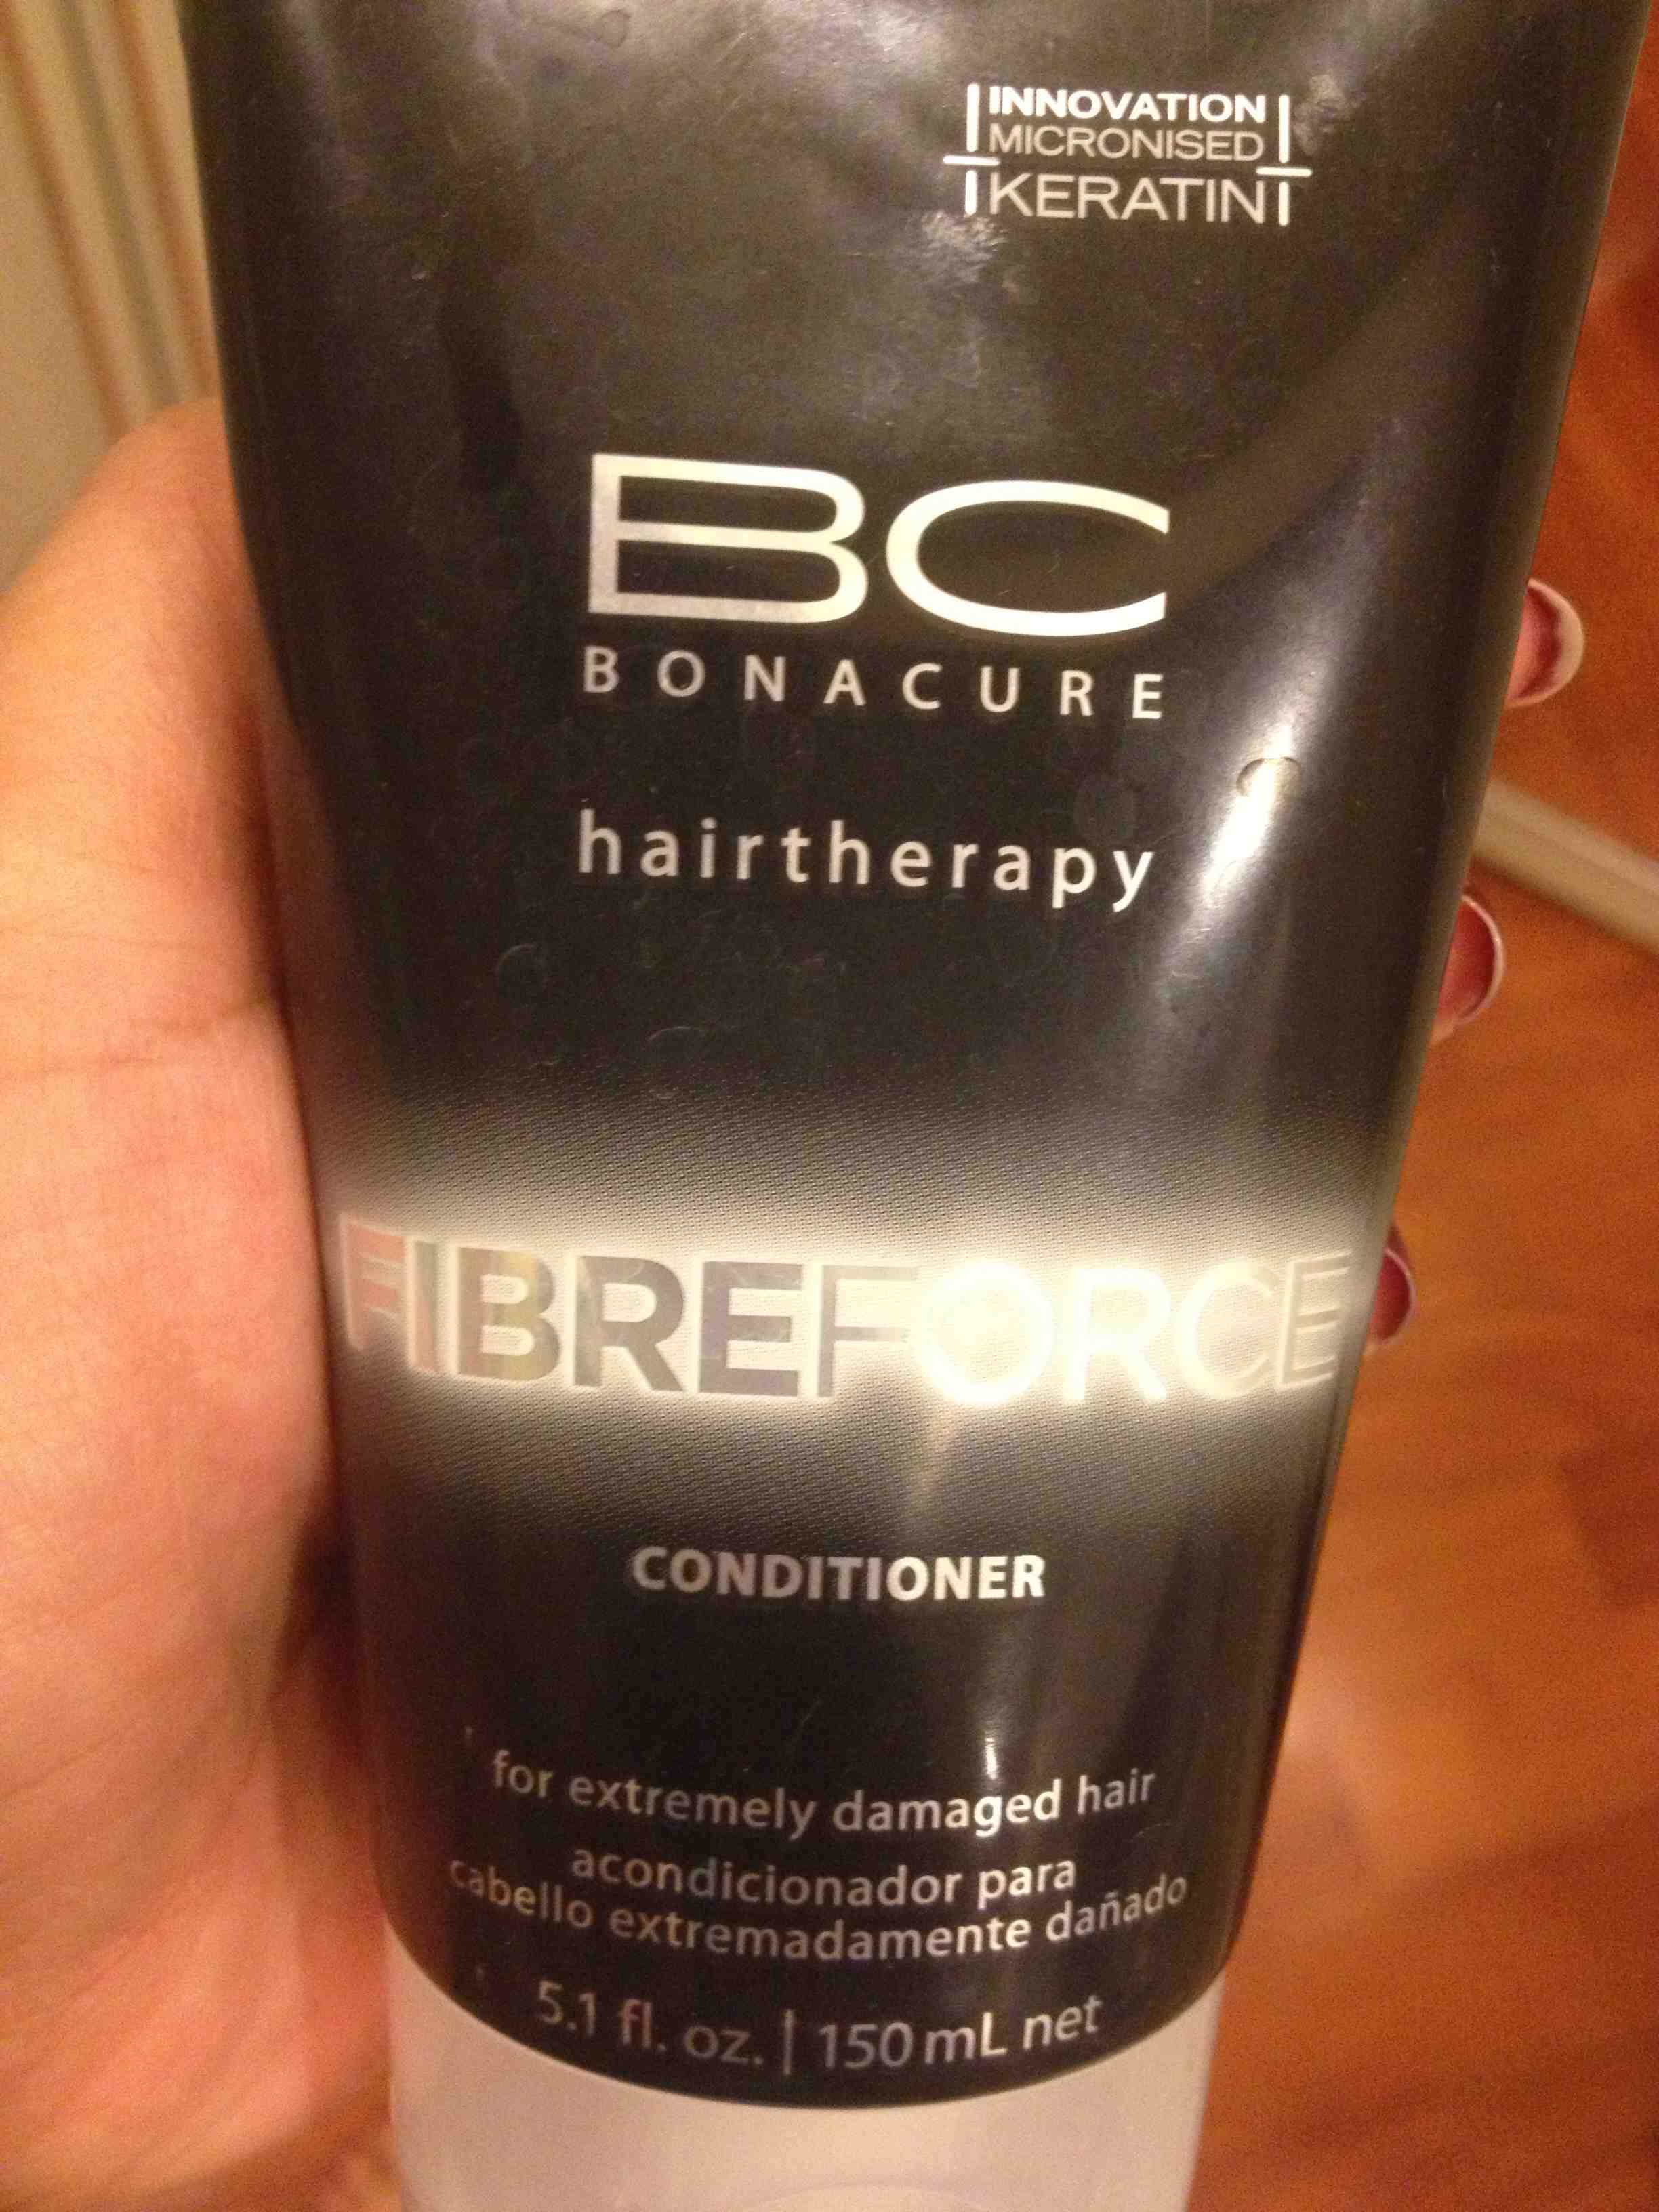 INNOVATION
MICRONISED
KERATIN
BC
BONACURE
hairtherapy
FIBREFORCE
CONDITIONER
for extremely damaged hair
acondicionador para
cabello extremadamente dañado
5.1 fl. oz. | 150 mL net